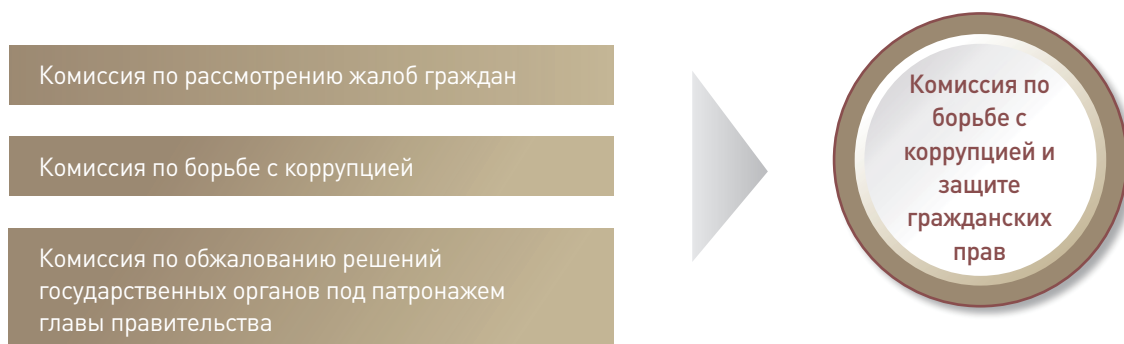 Комиссия по рассмотрению жалоб граждан
Комиссия по борьбе с коррупцией
Комиссия по обжалованию решений
государственных органов под патронажем
главы правительства
Комиссия по
борьбе с
коррупцией и
защите
гражданских
прав